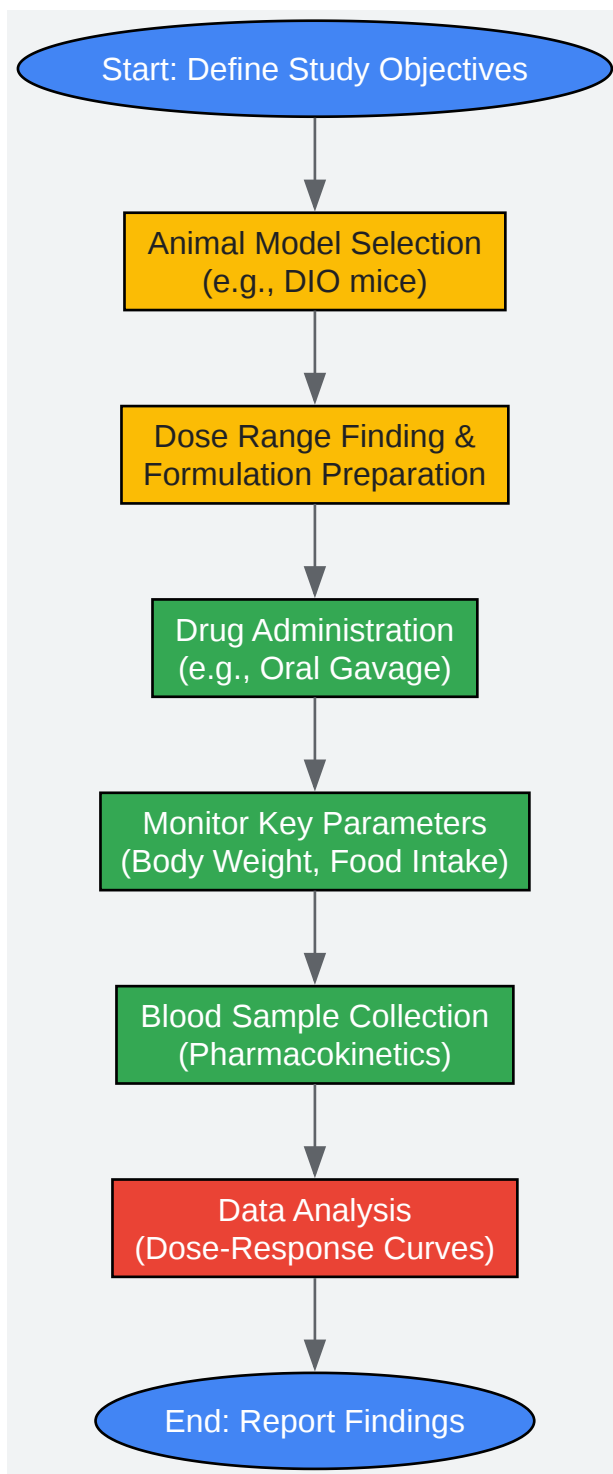 Start: Define Study Objectives
Animal Model Selection
(e.g., DIO mice)
Dose Range Finding &
Formulation Preparation
Drug Administration
(e.g., Oral Gavage)
Monitor Key Parameters
(Body Weight, Food Intake)
Blood Sample Collection
(Pharmacokinetics)
Data Analysis
(Dose-Response Curves)
End: Report Findings